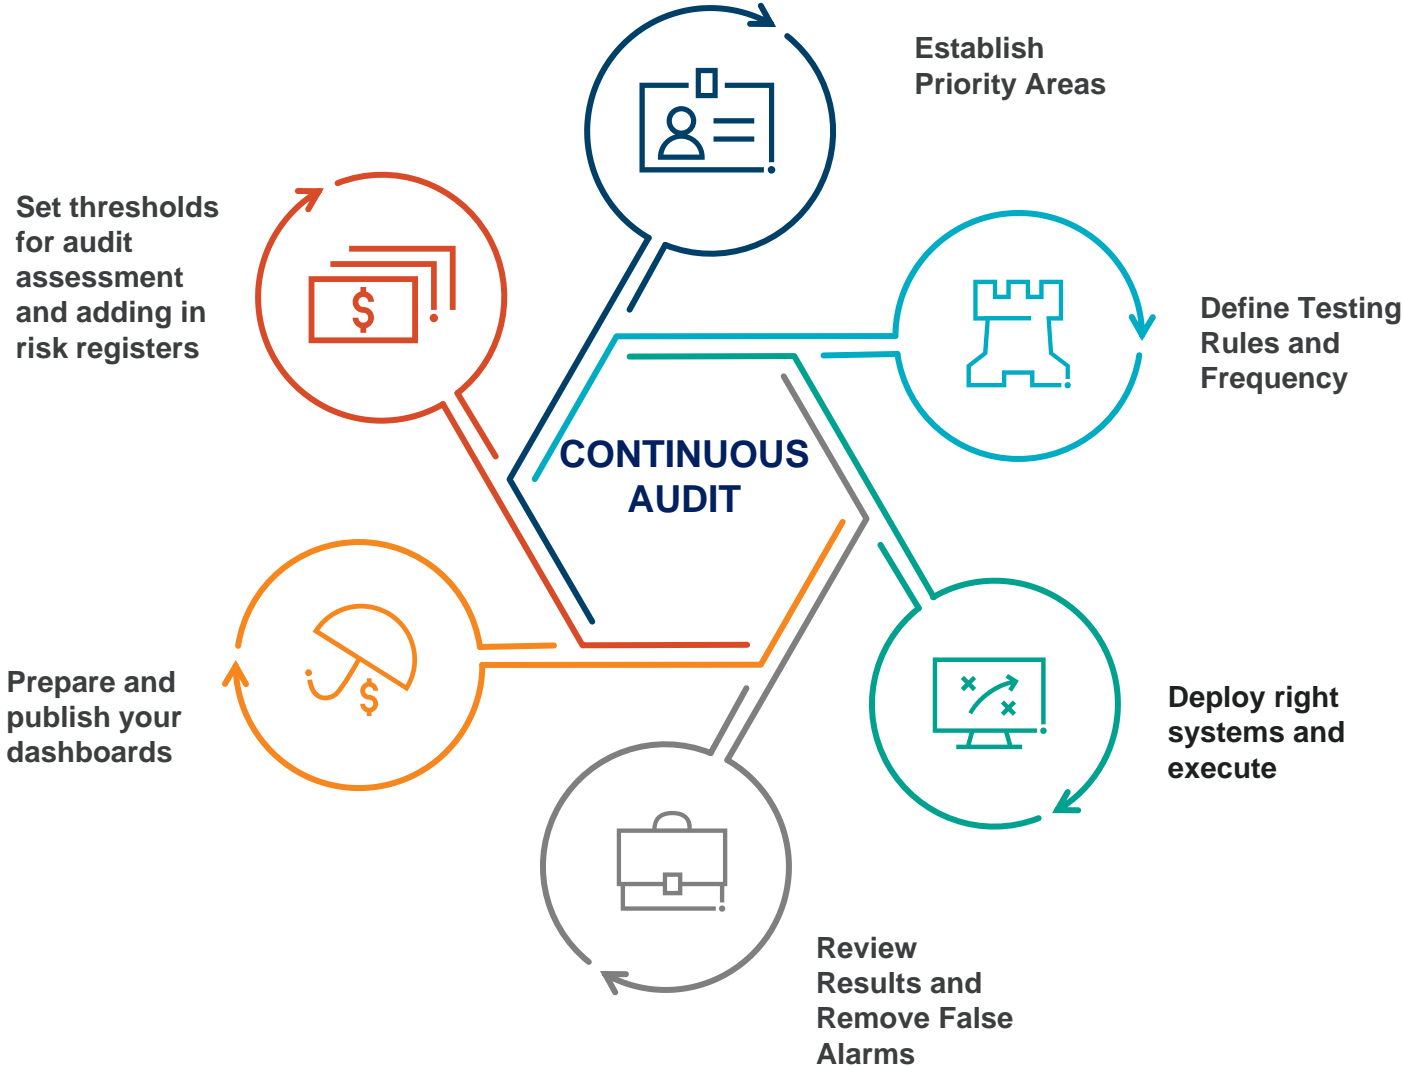 Establish
Priority Areas
Define Testing
Rules and
Frequency
Deploy right
systems and
execute
Review
Results and
Remove False
Alarms
Prepare and
publish your
dashboards
Set thresholds
for audit
assessment
and adding in
risk registers
CONTINUOUS
AUDIT
$
$